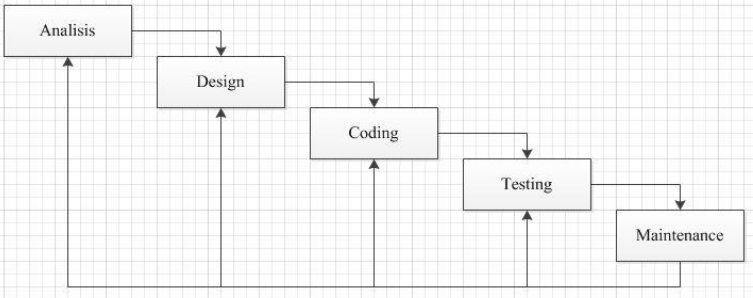 Analisis
Design
Coding
Testing
Maintenance